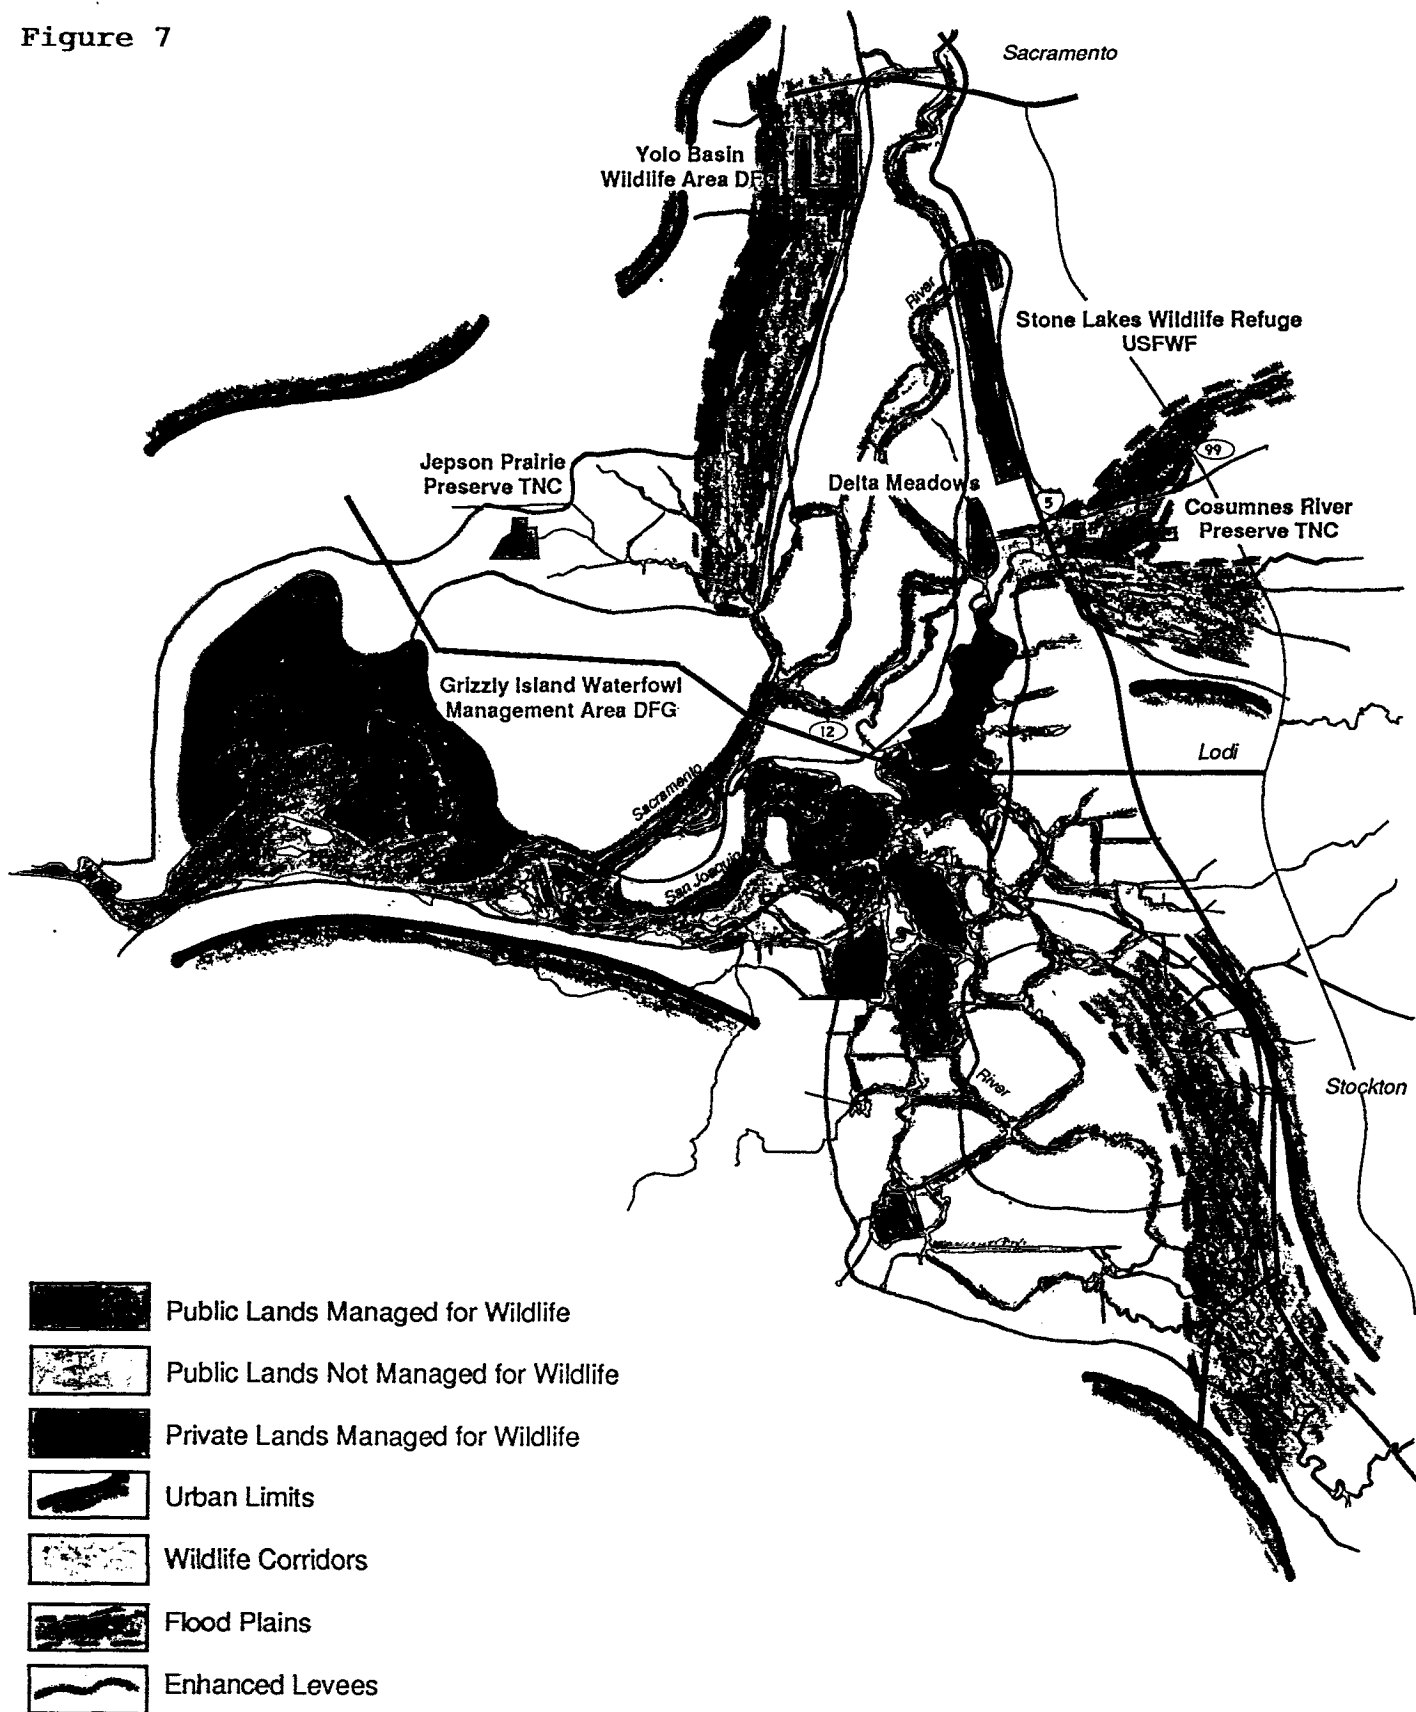 Figure 7
Sacramento
Yolo Basin
Wildlife Area DFG
River
Stone Lakes Wildlife Refuge
USFWF
99
Jepson Prairie
Preserve TNC
Delta Meadows
5
Cosumnes River
Preserve TNC
Grizzly Island Waterfowl
Management Area DFG
12
Lodi
Sacramento
San Joaquin
River
Stockton
Public Lands Managed for Wildlife
Public Lands Not Managed for Wildlife
Private Lands Managed for Wildlife
Urban Limits
Wildlife Corridors
Flood Plains
Enhanced Levees